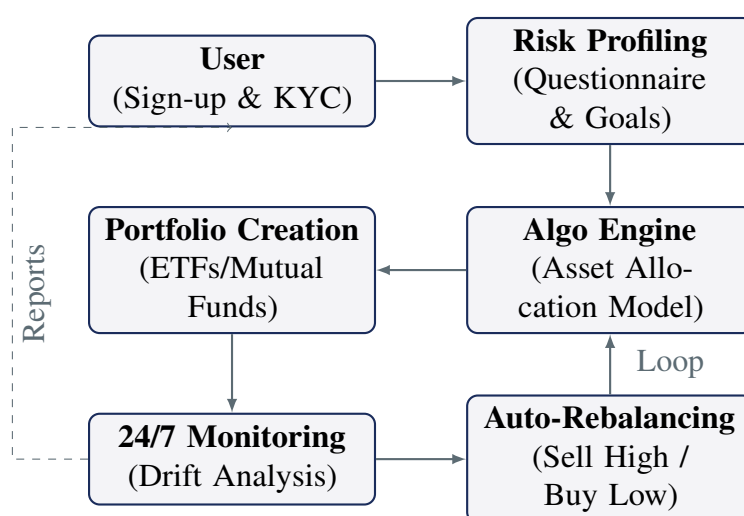 User
(Sign-up & KYC)
Risk Profiling
(Questionnaire
& Goals)
Portfolio Creation
(ETFs/Mutual
Funds)
Algo Engine
(Asset Allo-
cation Model)
Reports
Loop
24/7 Monitoring
(Drift Analysis)
Auto-Rebalancing
(Sell High /
Buy Low)